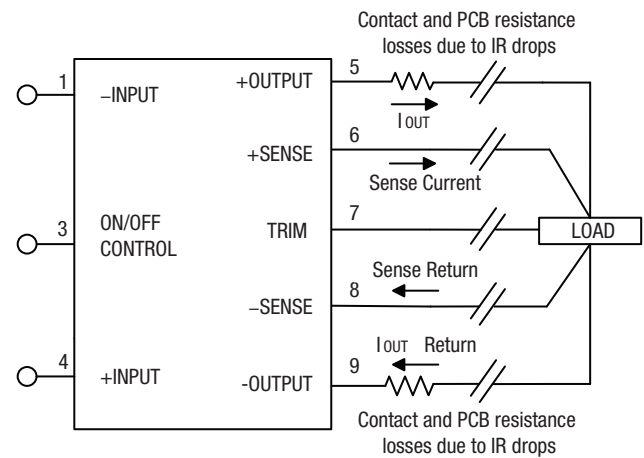 Contact and PCB resistance
losses due to IR drops
1
−INPUT
+OUTPUT
5
IOUT
+SENSE
6
Sense Current
3
ON/OFF
CONTROL
TRIM
7
LOAD
Sense Return
−SENSE
8
4
+INPUT
IOUT Return
-OUTPUT
9
Contact and PCB resistance
losses due to IR drops